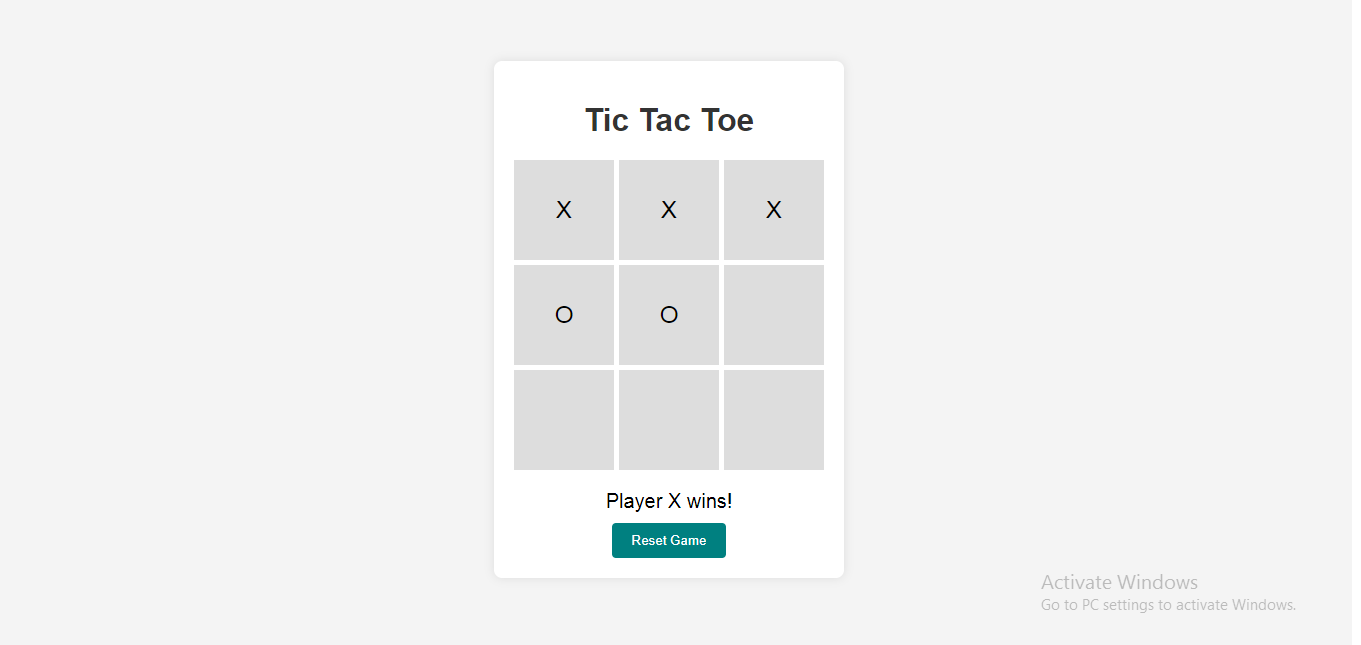 Tic Tac Toe
X X X
O O
Player X wins!
Reset Game
Activate Windows
Go to PC settings to activate Windows.